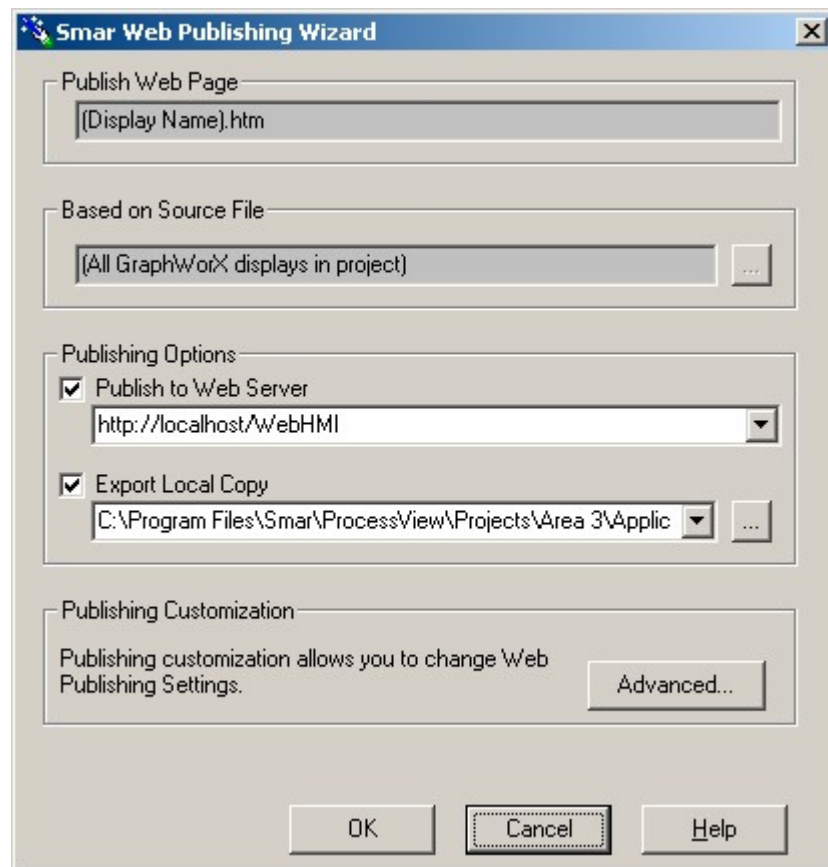 Smar Web Publishing Wizard
Publish Web Page
(Display Name).htm
Based on Source File
(All GraphWorX displays in project)
...
Publishing Options
Publish to Web Server
http://localhost/WebHMI
Export Local Copy
C:\Program Files\Smar\ProcessView\Projects\Area 3\Applic
...
Publishing Customization
Publishing customization allows you to change Web
Publishing Settings.
Advanced...
OK Cancel Help